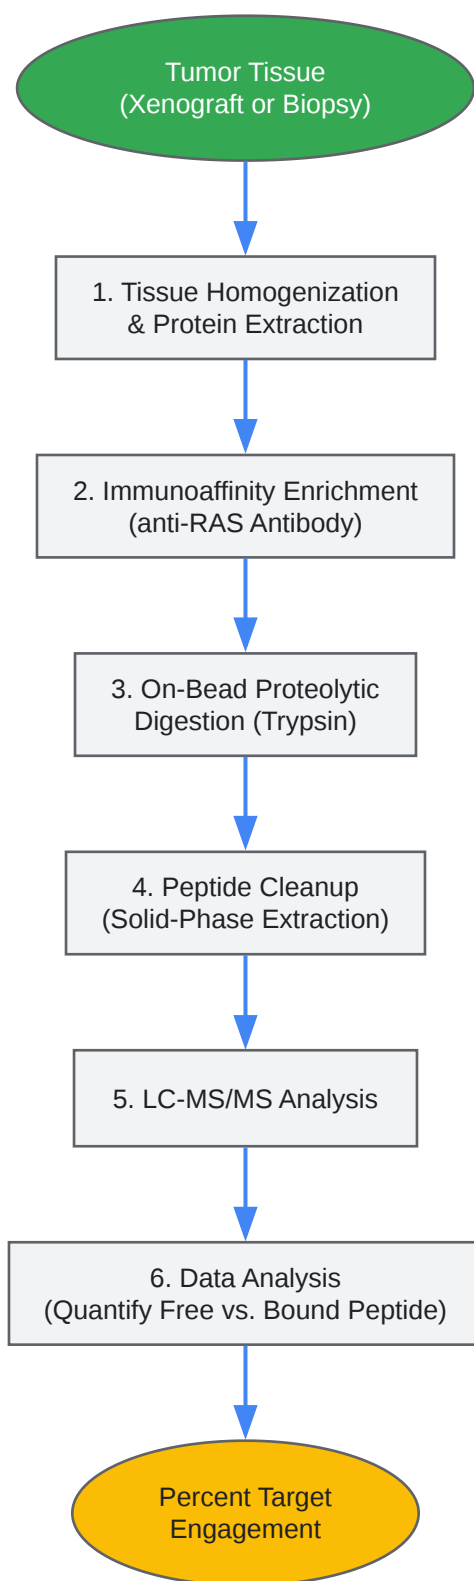 Tumor Tissue
(Xenograft or Biopsy)
1. Tissue Homogenization
& Protein Extraction
2. Immunoaffinity Enrichment
(anti-RAS Antibody)
3. On-Bead Proteolytic
Digestion (Trypsin)
4. Peptide Cleanup
(Solid-Phase Extraction)
5. LC-MS/MS Analysis
6. Data Analysis
(Quantify Free vs. Bound Peptide)
Percent Target
Engagement